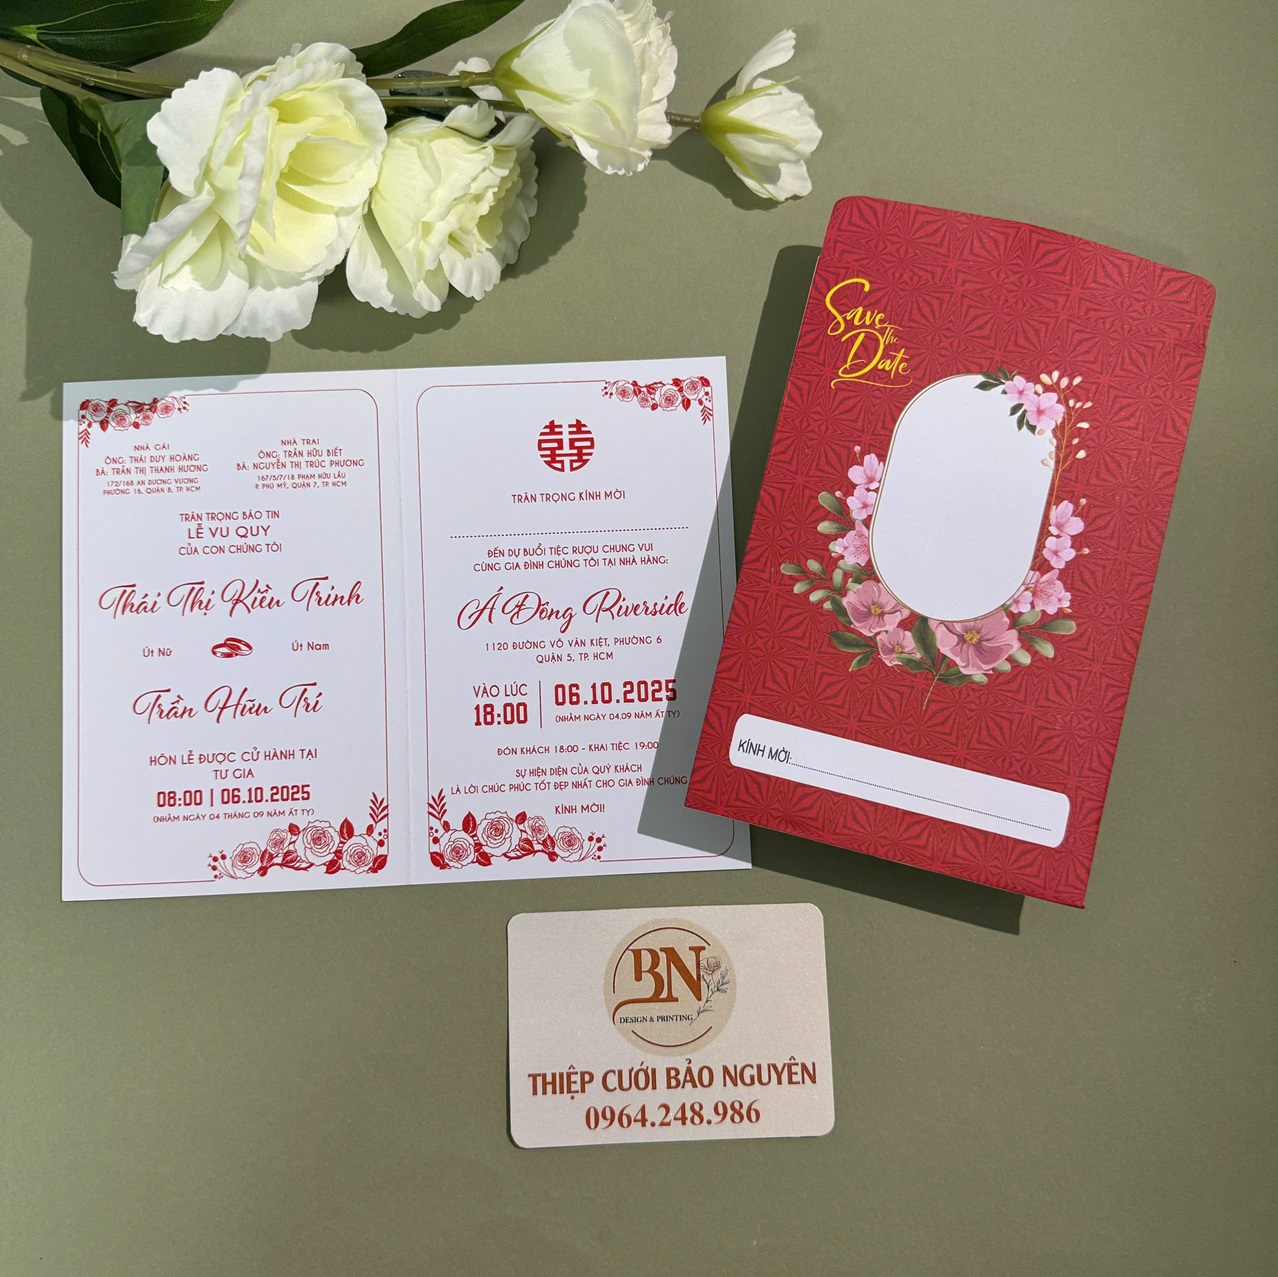 NHÀ GÁI
ÔNG: THÁI DUY HOÀNG
BÀ: TRẦN THỊ THANH HƯƠNG
172/168 AN DƯƠNG VƯƠNG
PHƯỜNG 16, QUẬN 8, TP. HCM
NHÀ TRAI
ÔNG: TRẦN HỮU BIẾT
BÀ: NGUYỄN THỊ TRÚC PHƯƠNG
167/5/7/18 PHẠM HỮU LẦU
P. PHÚ MỸ, QUẬN 7, TP. HCM
TRÂN TRỌNG BÁO TIN
LỄ VU QUY
CỦA CON CHÚNG TÔI
Thái Thị Kiều Trinh
Út Nữ
Út Nam
Trần Hữu Trí
HÔN LỄ ĐƯỢC CỬ HÀNH TẠI
TƯ GIA
08:00 | 06.10.2025
(NHẰM NGÀY 04 THÁNG 09 NĂM ẤT TỴ)
囍
TRÂN TRỌNG KÍNH MỜI
ĐẾN DỰ BUỔI TIỆC RƯỢU CHUNG VUI
CÙNG GIA ĐÌNH CHÚNG TÔI TẠI NHÀ HÀNG:
Á Đông Riverside
1120 ĐƯỜNG VÕ VĂN KIỆT, PHƯỜNG 6
QUẬN 5, TP. HCM
VÀO LÚC
18:00
06.10.2025
(NHẰM NGÀY 04.09 NĂM ẤT TỴ)
ĐÓN KHÁCH 18:00 - KHAI TIỆC 19:00
SỰ HIỆN DIỆN CỦA QUÝ KHÁCH
LÀ LỜI CHÚC PHÚC TỐT ĐẸP NHẤT CHO GIA ĐÌNH CHÚNG
KÍNH MỜI!
Save
the
Date
KÍNH MỜI:
BN
DESIGN & PRINTING
THIỆP CƯỚI BẢO NGUYÊN
0964.248.986